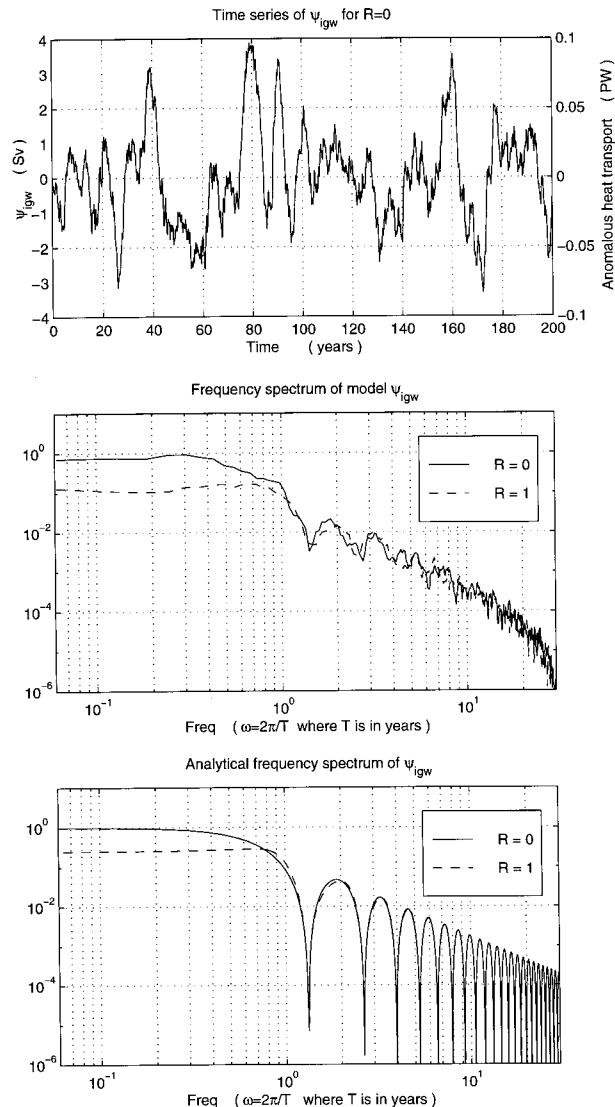 Time series of ψigw for R=0
4
3
2
1
0
−1
−2
−3
−4
ψigw ( Sv )
0.1
0.05
0
−0.05
−0.1
Anomalous heat transport ( PW )
0 20 40 60 80 100 120 140 160 180 200
Time ( years )
Frequency spectrum of model ψigw
10^0
10^−2
10^−4
10^−6
R = 0
R = 1
10^−1 10^0 10^1
Freq ( ω=2π/T where T is in years )
Analytical frequency spectrum of ψigw
10^0
10^−2
10^−4
10^−6
R = 0
R = 1
10^−1 10^0 10^1
Freq ( ω=2π/T where T is in years )